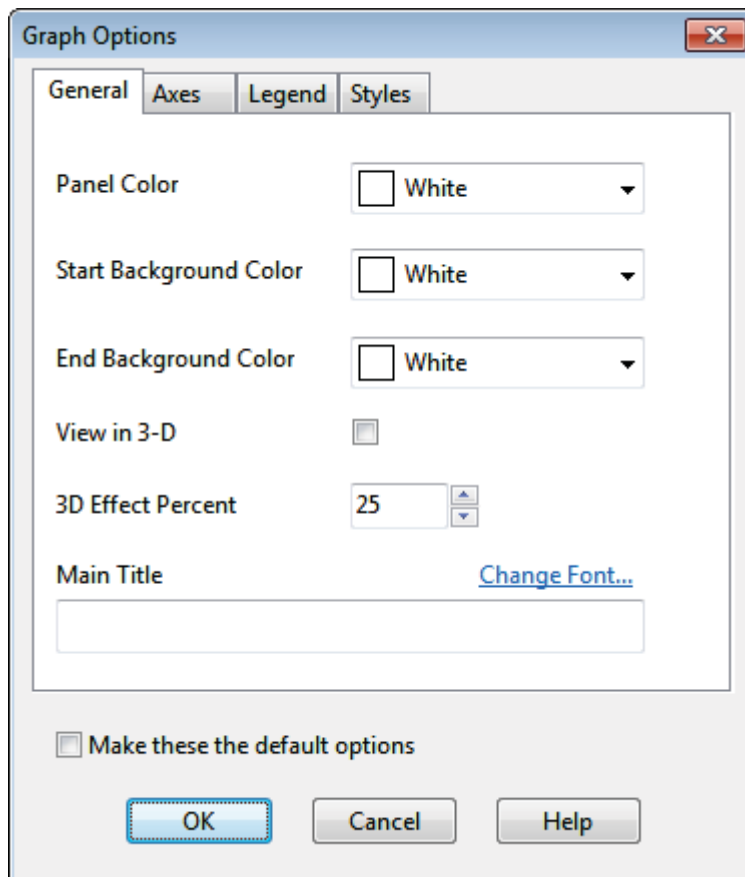 Graph Options
General Axes Legend Styles
Panel Color White
Start Background Color White
End Background Color White
View in 3-D
3D Effect Percent 25
Main Title Change Font...
Make these the default options
OK Cancel Help